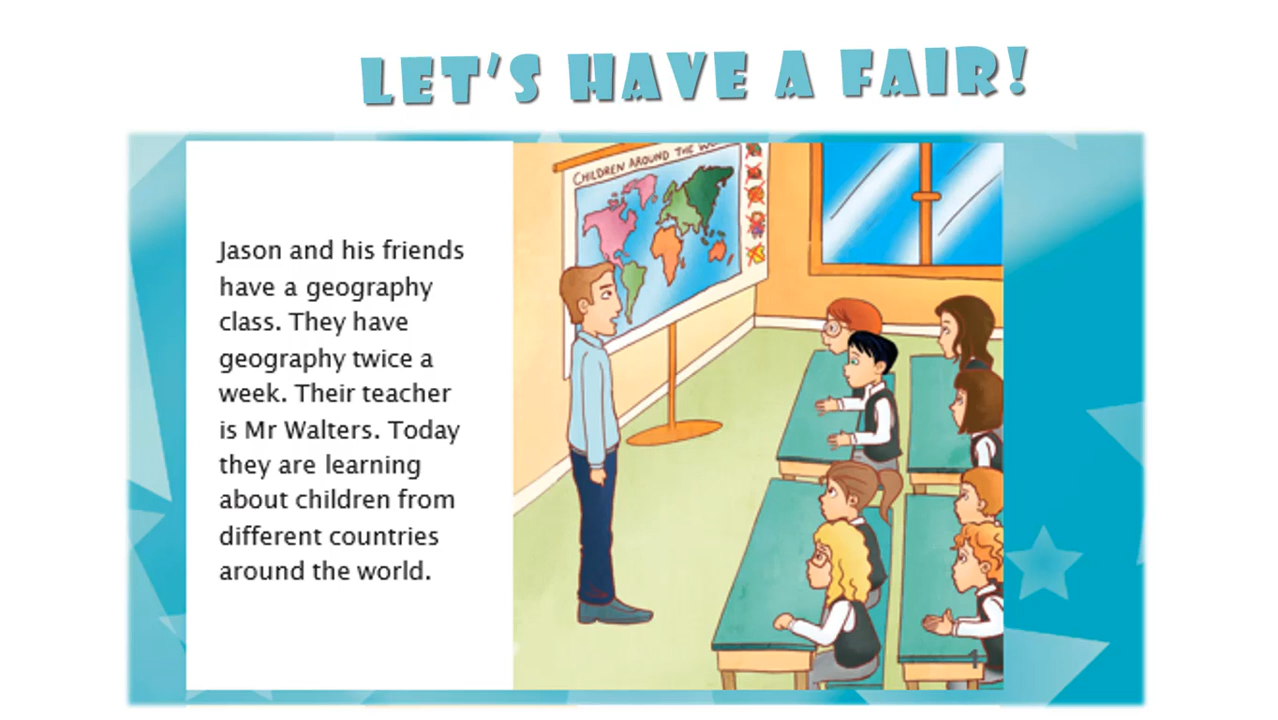 LET'S HAVE A FAIR!
Jason and his friends
have a geography
class. They have
geography twice a
week. Their teacher
is Mr Walters. Today
they are learning
about children from
different countries
around the world.
CHILDREN AROUND THE
1